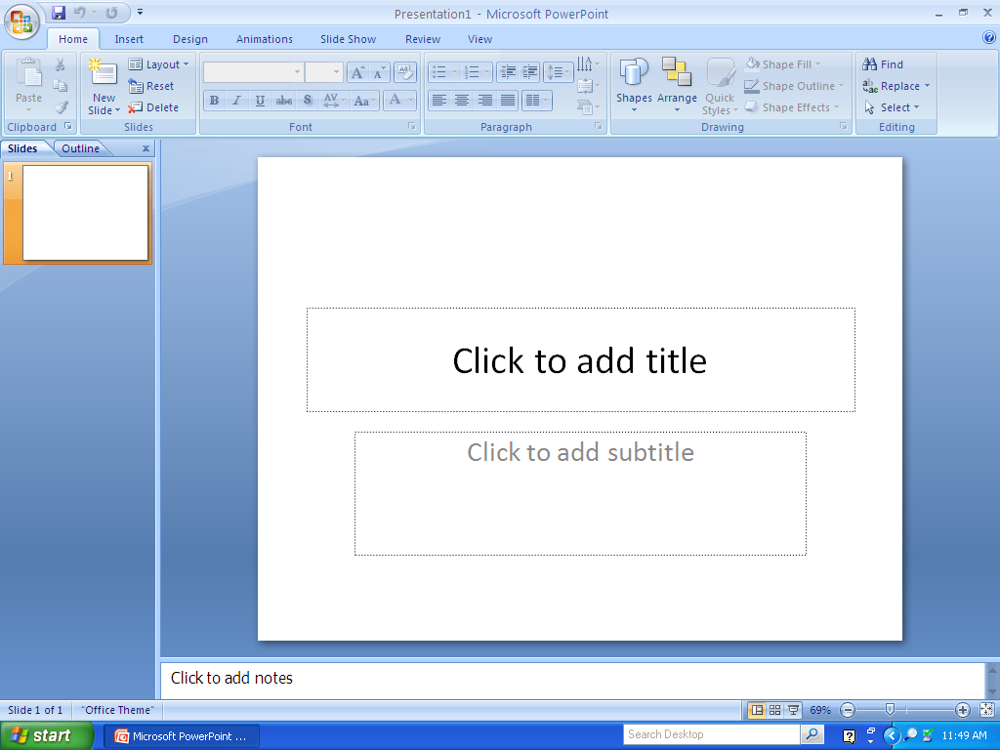 Presentation1 - Microsoft PowerPoint
Home Insert Design Animations Slide Show Review View
Paste
New Slide
Layout
Reset
Delete
B I U abc S AV Aa A
Shapes Arrange Quick Styles
Shape Fill
Shape Outline
Shape Effects
Find
Replace
Select
Clipboard Slides Font Paragraph Drawing Editing
Slides Outline x
1
Click to add title
Click to add subtitle
Click to add notes
Slide 1 of 1 "Office Theme" 69%
start Microsoft PowerPoint ... Search Desktop 11:49 AM